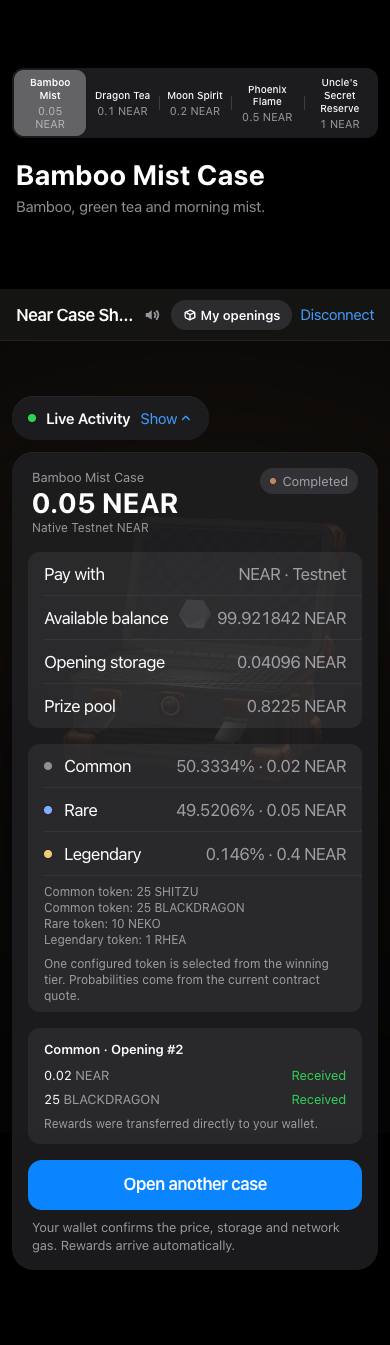 Bamboo
Mist
0.05
NEAR
Dragon Tea
0.1 NEAR
Moon Spirit
0.2 NEAR
Phoenix
Flame
0.5 NEAR
Uncle's
Secret
Reserve
1 NEAR
Bamboo Mist Case
Bamboo, green tea and morning mist.
Near Case Sh...
My openings
Disconnect
Live Activity Show
Bamboo Mist Case
Completed
0.05 NEAR
Native Testnet NEAR
Pay with NEAR · Testnet
Available balance 99.921842 NEAR
Opening storage 0.04096 NEAR
Prize pool 0.8225 NEAR
Common 50.3334% · 0.02 NEAR
Rare 49.5206% · 0.05 NEAR
Legendary 0.146% · 0.4 NEAR
Common token: 25 SHITZU
Common token: 25 BLACKDRAGON
Rare token: 10 NEKO
Legendary token: 1 RHEA
One configured token is selected from the winning
tier. Probabilities come from the current contract
quote.
Common · Opening #2
0.02 NEAR Received
25 BLACKDRAGON Received
Rewards were transferred directly to your wallet.
Open another case
Your wallet confirms the price, storage and network
gas. Rewards arrive automatically.